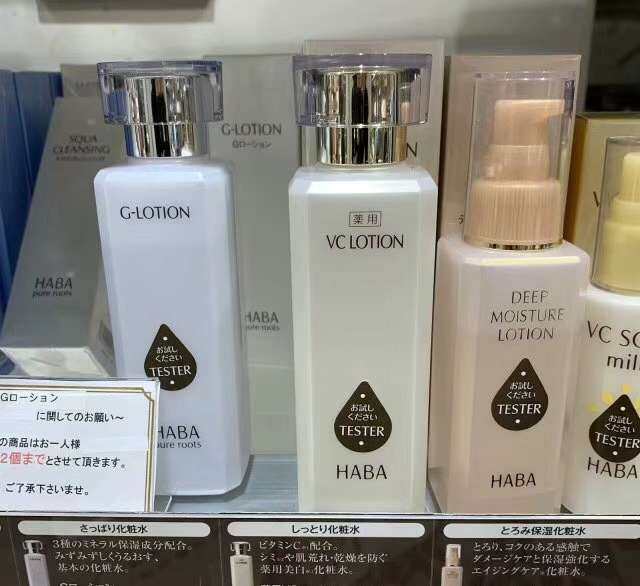 SQUA
CLEANSING
HABA
pure roots
G-LOTION
お試し
ください
TESTER
HABA
pure roots
G-LOTION
Gローション
HABA
pure roots
薬用
VC LOTION
お試し
ください
TESTER
HABA
DEEP
MOISTURE
LOTION
お試し
ください
TESTER
HABA
VC SO
mil
お試し
ください
TESTER
HABA
Gローション
に関してのお願い～
の商品はお一人様
2個までとさせて頂きます。
ご了承下さいませ。
さっぱり化粧水
3種のミネラル保湿成分配合。
みずみずしくうるおす、
基本の化粧水。
しっとり化粧水
ビタミンC配合。
シミや肌荒れ・乾燥を防ぐ
薬用美白化粧水。
とろみ保湿化粧水
とろり、コクのある感触で
ダメージケアと保湿強化する
エイジングケア化粧水。